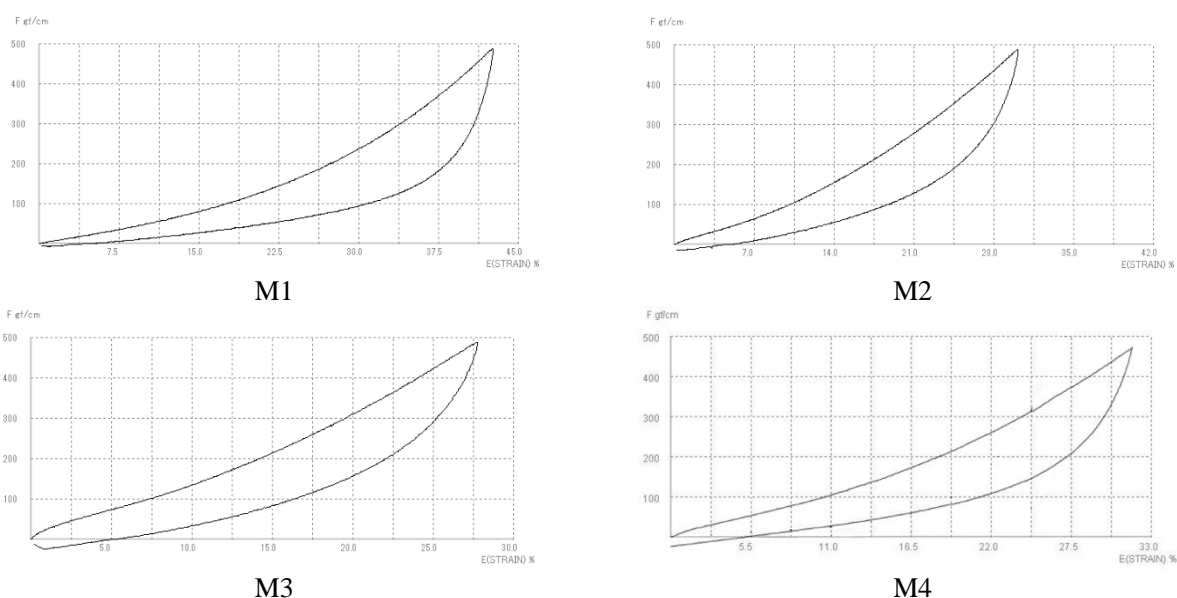 F gf/cm
500
400
300
200
100
7.5 15.0 22.5 30.0 37.5 45.0
E(STRAIN) %
M1
F gf/cm
500
400
300
200
100
7.0 14.0 21.0 28.0 35.0 42.0
E(STRAIN) %
M2
F gf/cm
500
400
300
200
100
5.0 10.0 15.0 20.0 25.0 30.0
E(STRAIN) %
M3
F gf/cm
500
400
300
200
100
5.5 11.0 16.5 22.0 27.5 33.0
E(STRAIN) %
M4